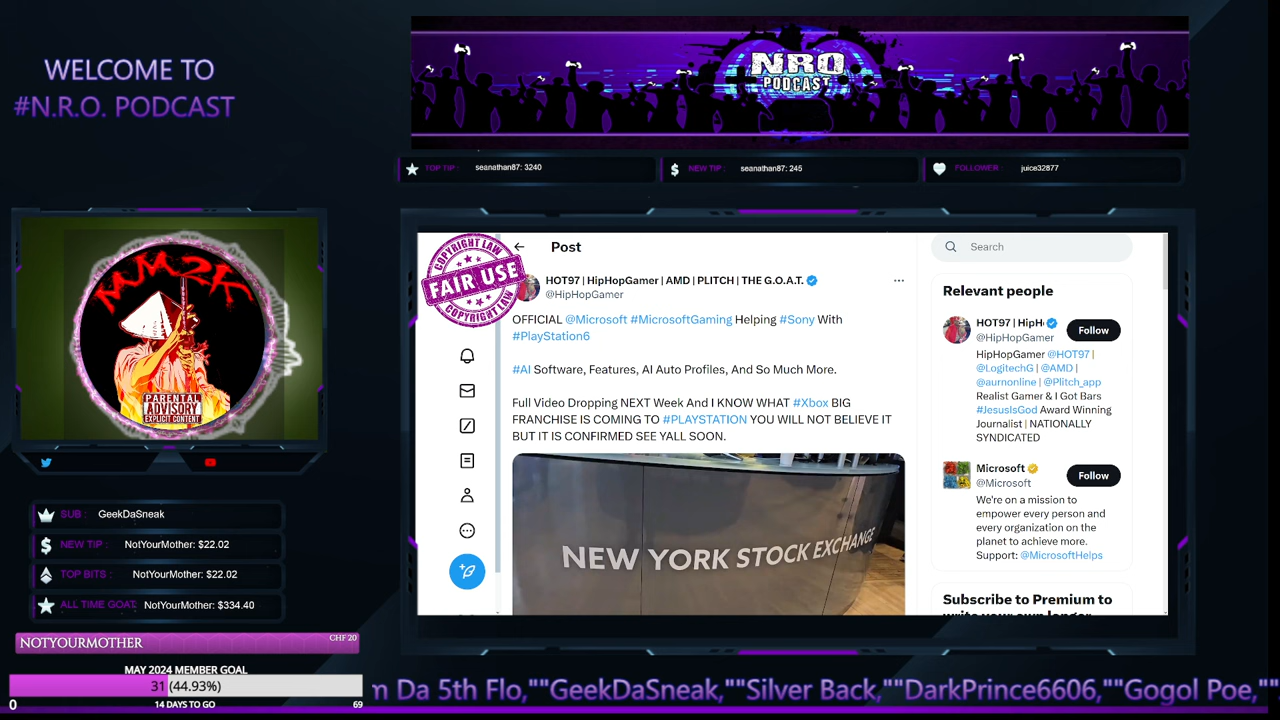 WELCOME TO
#N.R.O. PODCAST
NRO
PODCAST
TOP TIP : seanathan87: 3240
NEW TIP : seanathan87: 245
FOLLOWER : juice32877
MM2K
PARENTAL
ADVISORY
EXPLICIT CONTENT
COPYRIGHT LAW
FAIR USE
COPYRIGHT LAW
Post
Search
HOT97 | HipHopGamer | AMD | PLITCH | THE G.O.A.T.
@HipHopGamer
OFFICIAL @Microsoft #MicrosoftGaming Helping #Sony With
#PlayStation6
#AI Software, Features, AI Auto Profiles, And So Much More.
Full Video Dropping NEXT Week And I KNOW WHAT #Xbox BIG
FRANCHISE IS COMING TO #PLAYSTATION YOU WILL NOT BELIEVE IT
BUT IT IS CONFIRMED SEE YALL SOON.
NEW YORK STOCK EXCHANGE
Relevant people
HOT97 | HipH
@HipHopGamer
Follow
HipHopGamer @HOT97 |
@LogitechG | @AMD |
@aurnonline | @Plitch_app
Realist Gamer & I Got Bars
#JesusIsGod Award Winning
Journalist | NATIONALLY
SYNDICATED
Microsoft
@Microsoft
Follow
We're on a mission to
empower every person and
every organization on the
planet to achieve more.
Support: @MicrosoftHelps
Subscribe to Premium to
write your own longer
SUB : GeekDaSneak
NEW TIP : NotYourMother: $22.02
TOP BITS : NotYourMother: $22.02
ALL TIME GOAT: NotYourMother: $334.40
NOTYOURMOTHER CHF 20
MAY 2024 MEMBER GOAL
31 (44.93%)
0 14 DAYS TO GO 69
m Da 5th Flo,""GeekDaSneak,""Silver Back,""DarkPrince6606,""Gogol Poe,""